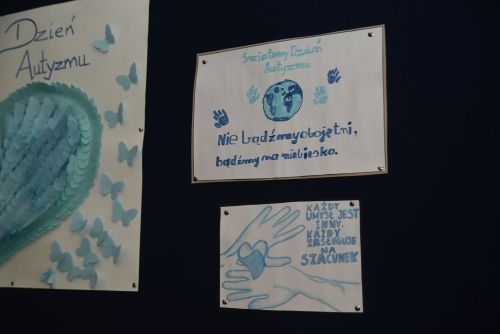 Dzień
Autyzmu
Światowy Dzień
Autyzmu
Nie bądźmy obojętni,
bądźmy na niebiesko.
KAŻDY
UMYSŁ JEST
INNY.
KAŻDY
ZASŁUGUJE
NA
SZACUNEK